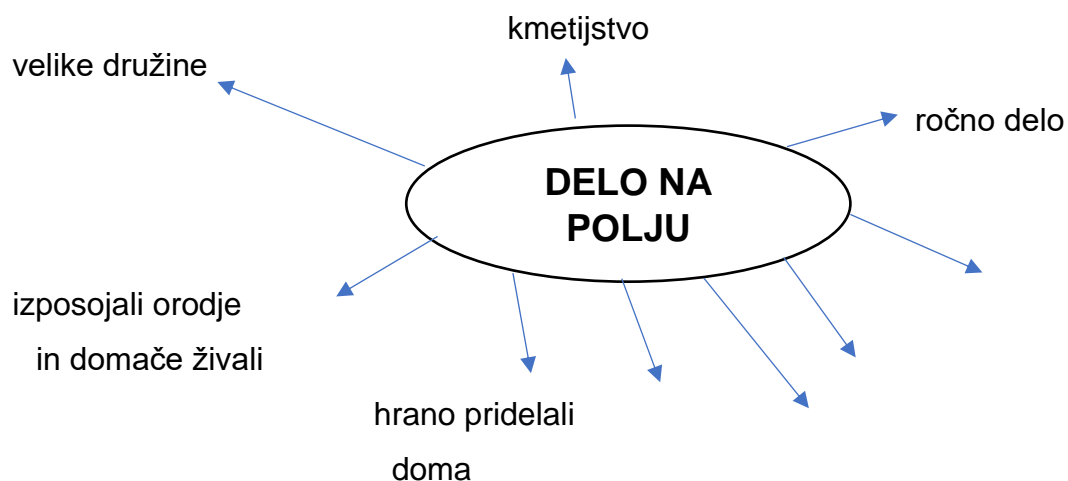 kmetijstvo
velike družine
ročno delo
DELO NA
POLJU
izposojali orodje
in domače živali
hrano pridelali
doma